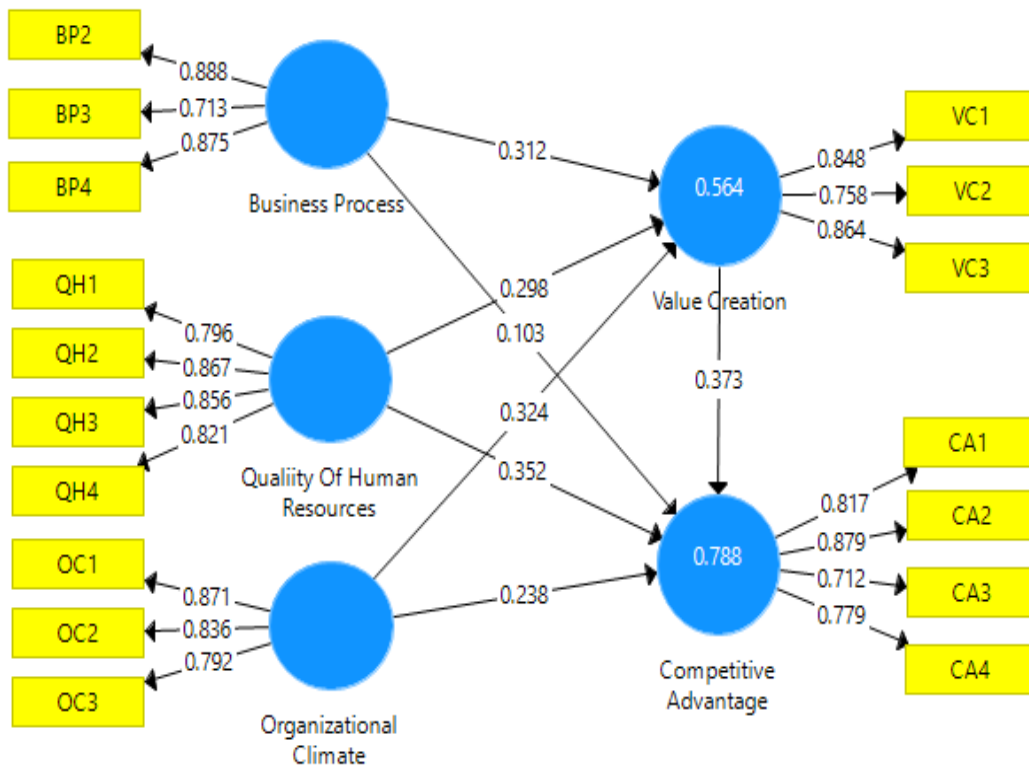 BP2
0.888
BP3
0.713
BP4
0.875
Business Process
QH1
0.796
QH2
0.867
QH3
0.856
QH4
0.821
Qualiity Of Human
Resources
OC1
0.871
OC2
0.836
OC3
0.792
Organizational
Climate
0.312
0.298
0.103
0.324
0.352
0.238
0.564
Value Creation
0.373
0.788
Competitive
Advantage
VC1
0.848
VC2
0.758
VC3
0.864
CA1
0.817
CA2
0.879
CA3
0.712
CA4
0.779